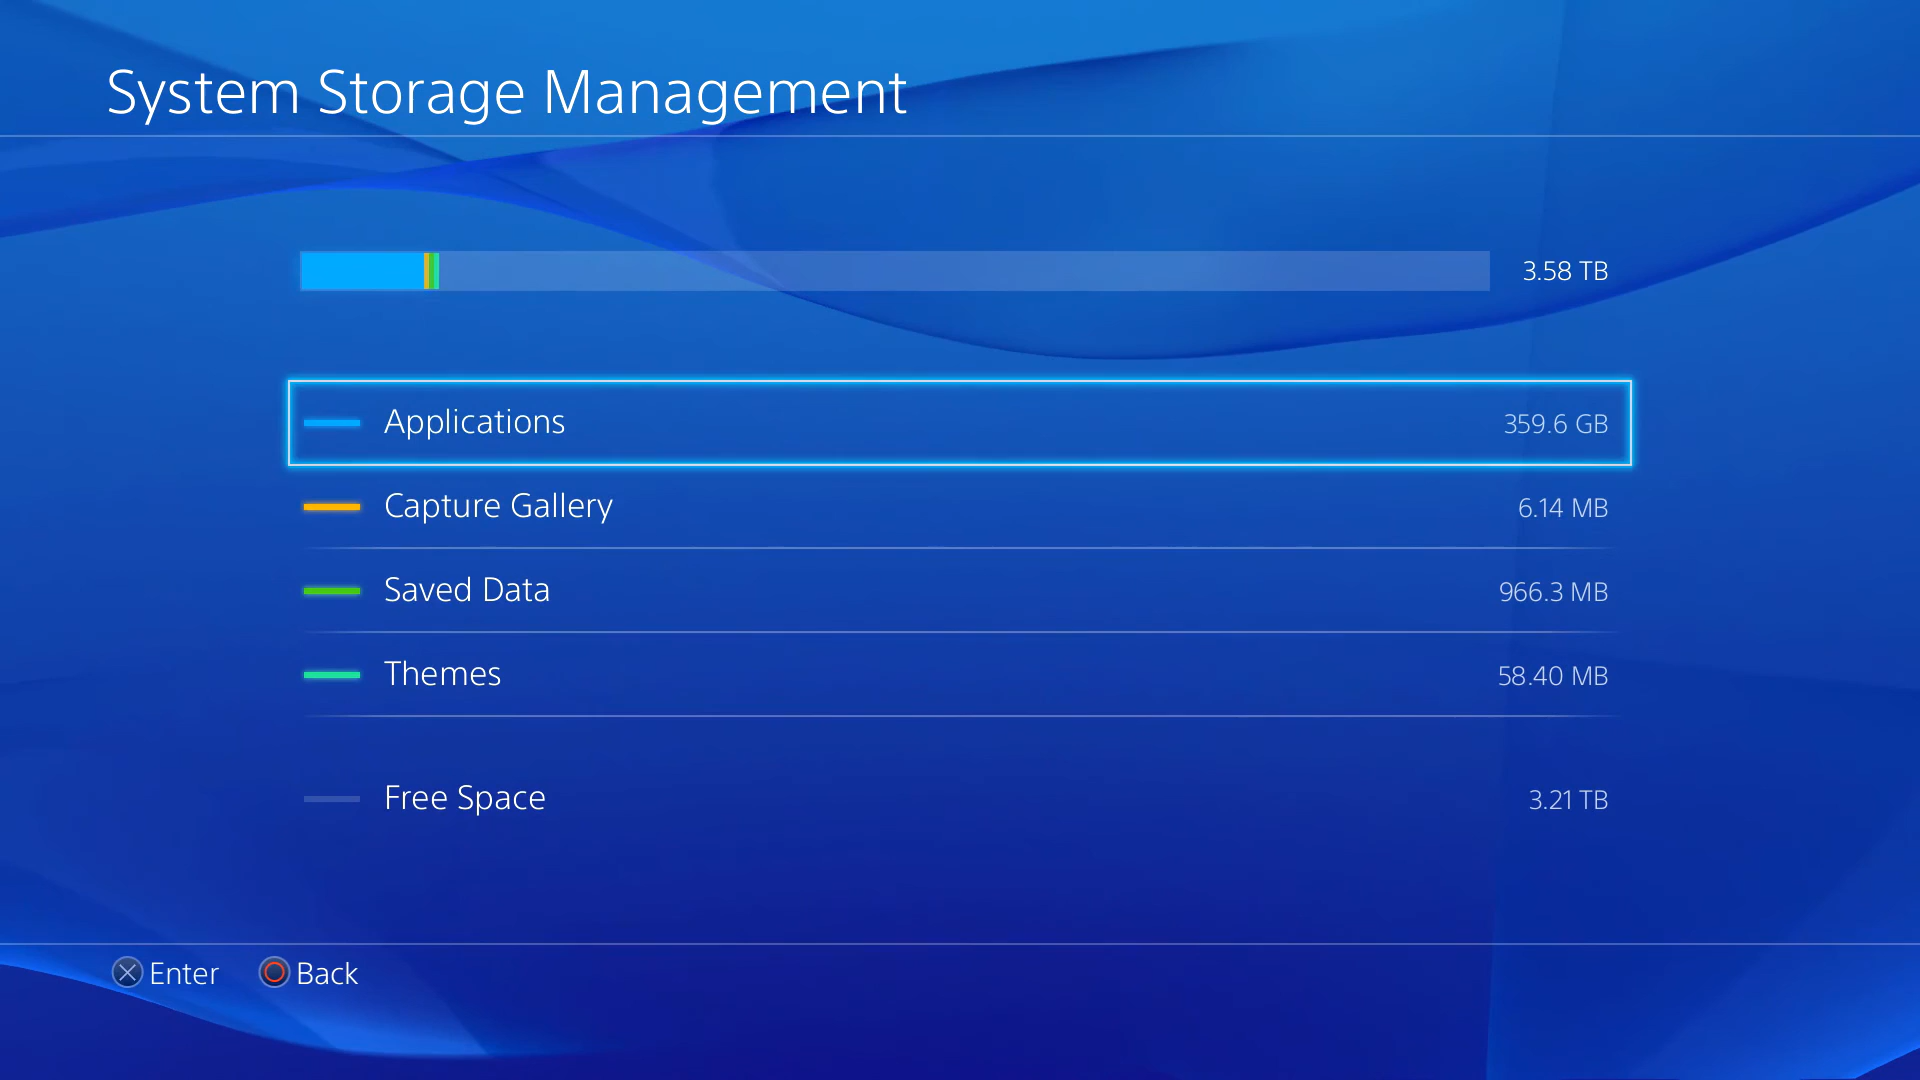 System Storage Management
3.58 TB
Applications 359.6 GB
Capture Gallery 6.14 MB
Saved Data 966.3 MB
Themes 58.40 MB
Free Space 3.21 TB
Enter Back